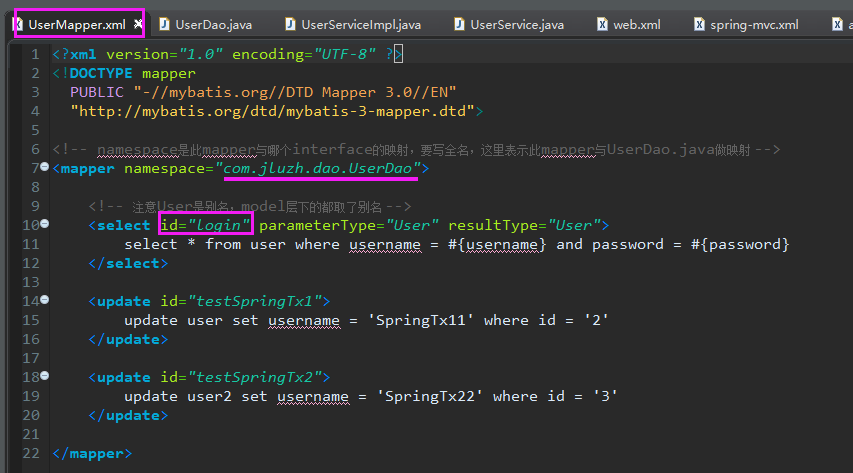 UserMapper.xml UserDao.java UserServiceImpl.java UserService.java web.xml spring-mvc.xml a
1 <?xml version="1.0" encoding="UTF-8" ?>
2 <!DOCTYPE mapper
3 PUBLIC "-//mybatis.org//DTD Mapper 3.0//EN"
4 "http://mybatis.org/dtd/mybatis-3-mapper.dtd">
5
6 <!-- namespace是此mapper与哪个interface的映射，要写全名，这里表示此mapper与UserDao.java做映射 -->
7 <mapper namespace="com.jluzh.dao.UserDao">
8
9 <!-- 注意User是别名，model层下的都取了别名 -->
10 <select id="login" parameterType="User" resultType="User">
11 select * from user where username = #{username} and password = #{password}
12 </select>
13
14 <update id="testSpringTx1">
15 update user set username = 'SpringTx11' where id = '2'
16 </update>
17
18 <update id="testSpringTx2">
19 update user2 set username = 'SpringTx22' where id = '3'
20 </update>
21
22 </mapper>